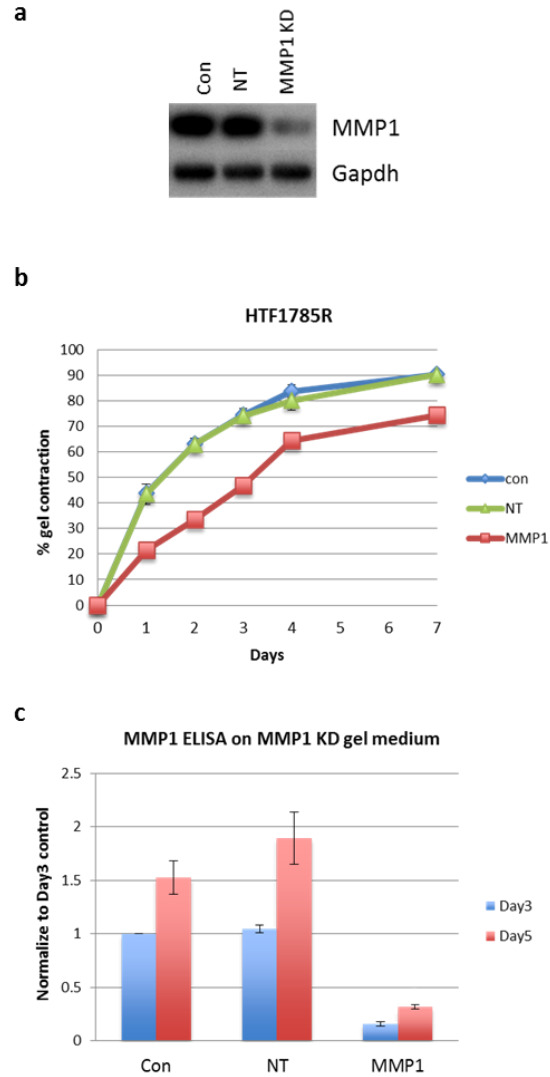 a
Con
NT
MMP1 KD
MMP1
Gapdh
b
HTF1785R
100
90
80
70
60
50
40
30
20
10
0
% gel contraction
0 1 2 3 4 5 6 7
Days
con
NT
MMP1
c
MMP1 ELISA on MMP1 KD gel medium
2.5
2
1.5
1
0.5
0
Normalize to Day3 control
Con NT MMP1
Day3
Day5